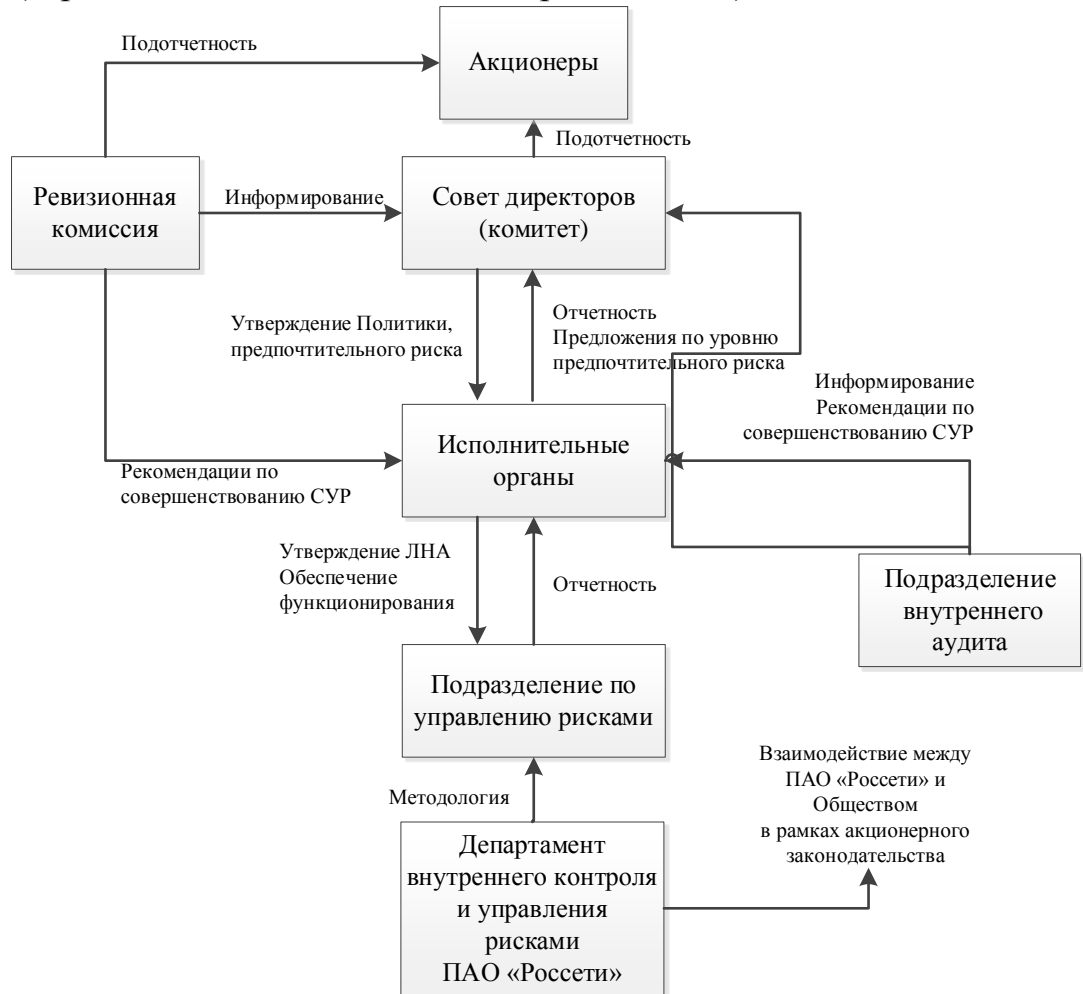 Подотчетность
Акционеры
Подотчетность
Ревизионная
комиссия
Информирование
Совет директоров
(комитет)
Утверждение Политики,
предпочтительного риска
Отчетность
Предложения по уровню
предпочтительного риска
Информирование
Рекомендации по
совершенствованию СУР
Исполнительные
органы
Рекомендации по
совершенствованию СУР
Утверждение ЛНА
Обеспечение
функционирования
Отчетность
Подразделение
внутреннего
аудита
Подразделение по
управлению рисками
Взаимодействие между
ПАО «Россети» и
Обществом
в рамках акционерного
законодательства
Методология
Департамент
внутреннего контроля
и управления
рисками
ПАО «Россети»